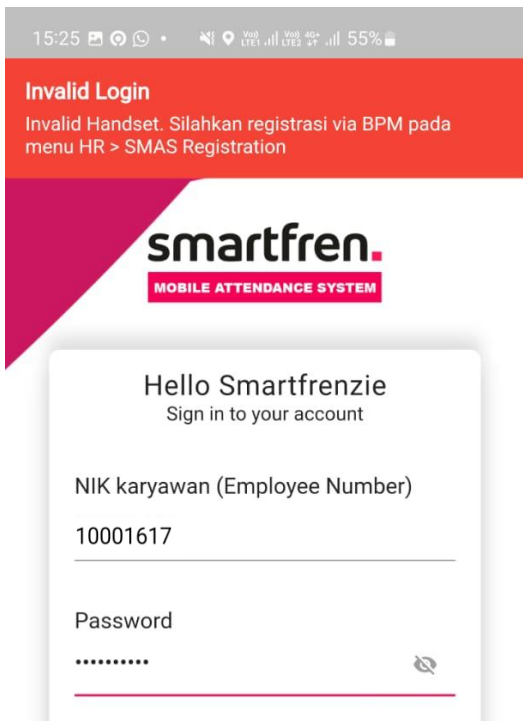 15:25 55%
Invalid Login
Invalid Handset. Silahkan registrasi via BPM pada
menu HR > SMAS Registration
smartfren.
MOBILE ATTENDANCE SYSTEM
Hello Smartfrenzie
Sign in to your account
NIK karyawan (Employee Number)
10001617
Password
••••••••••